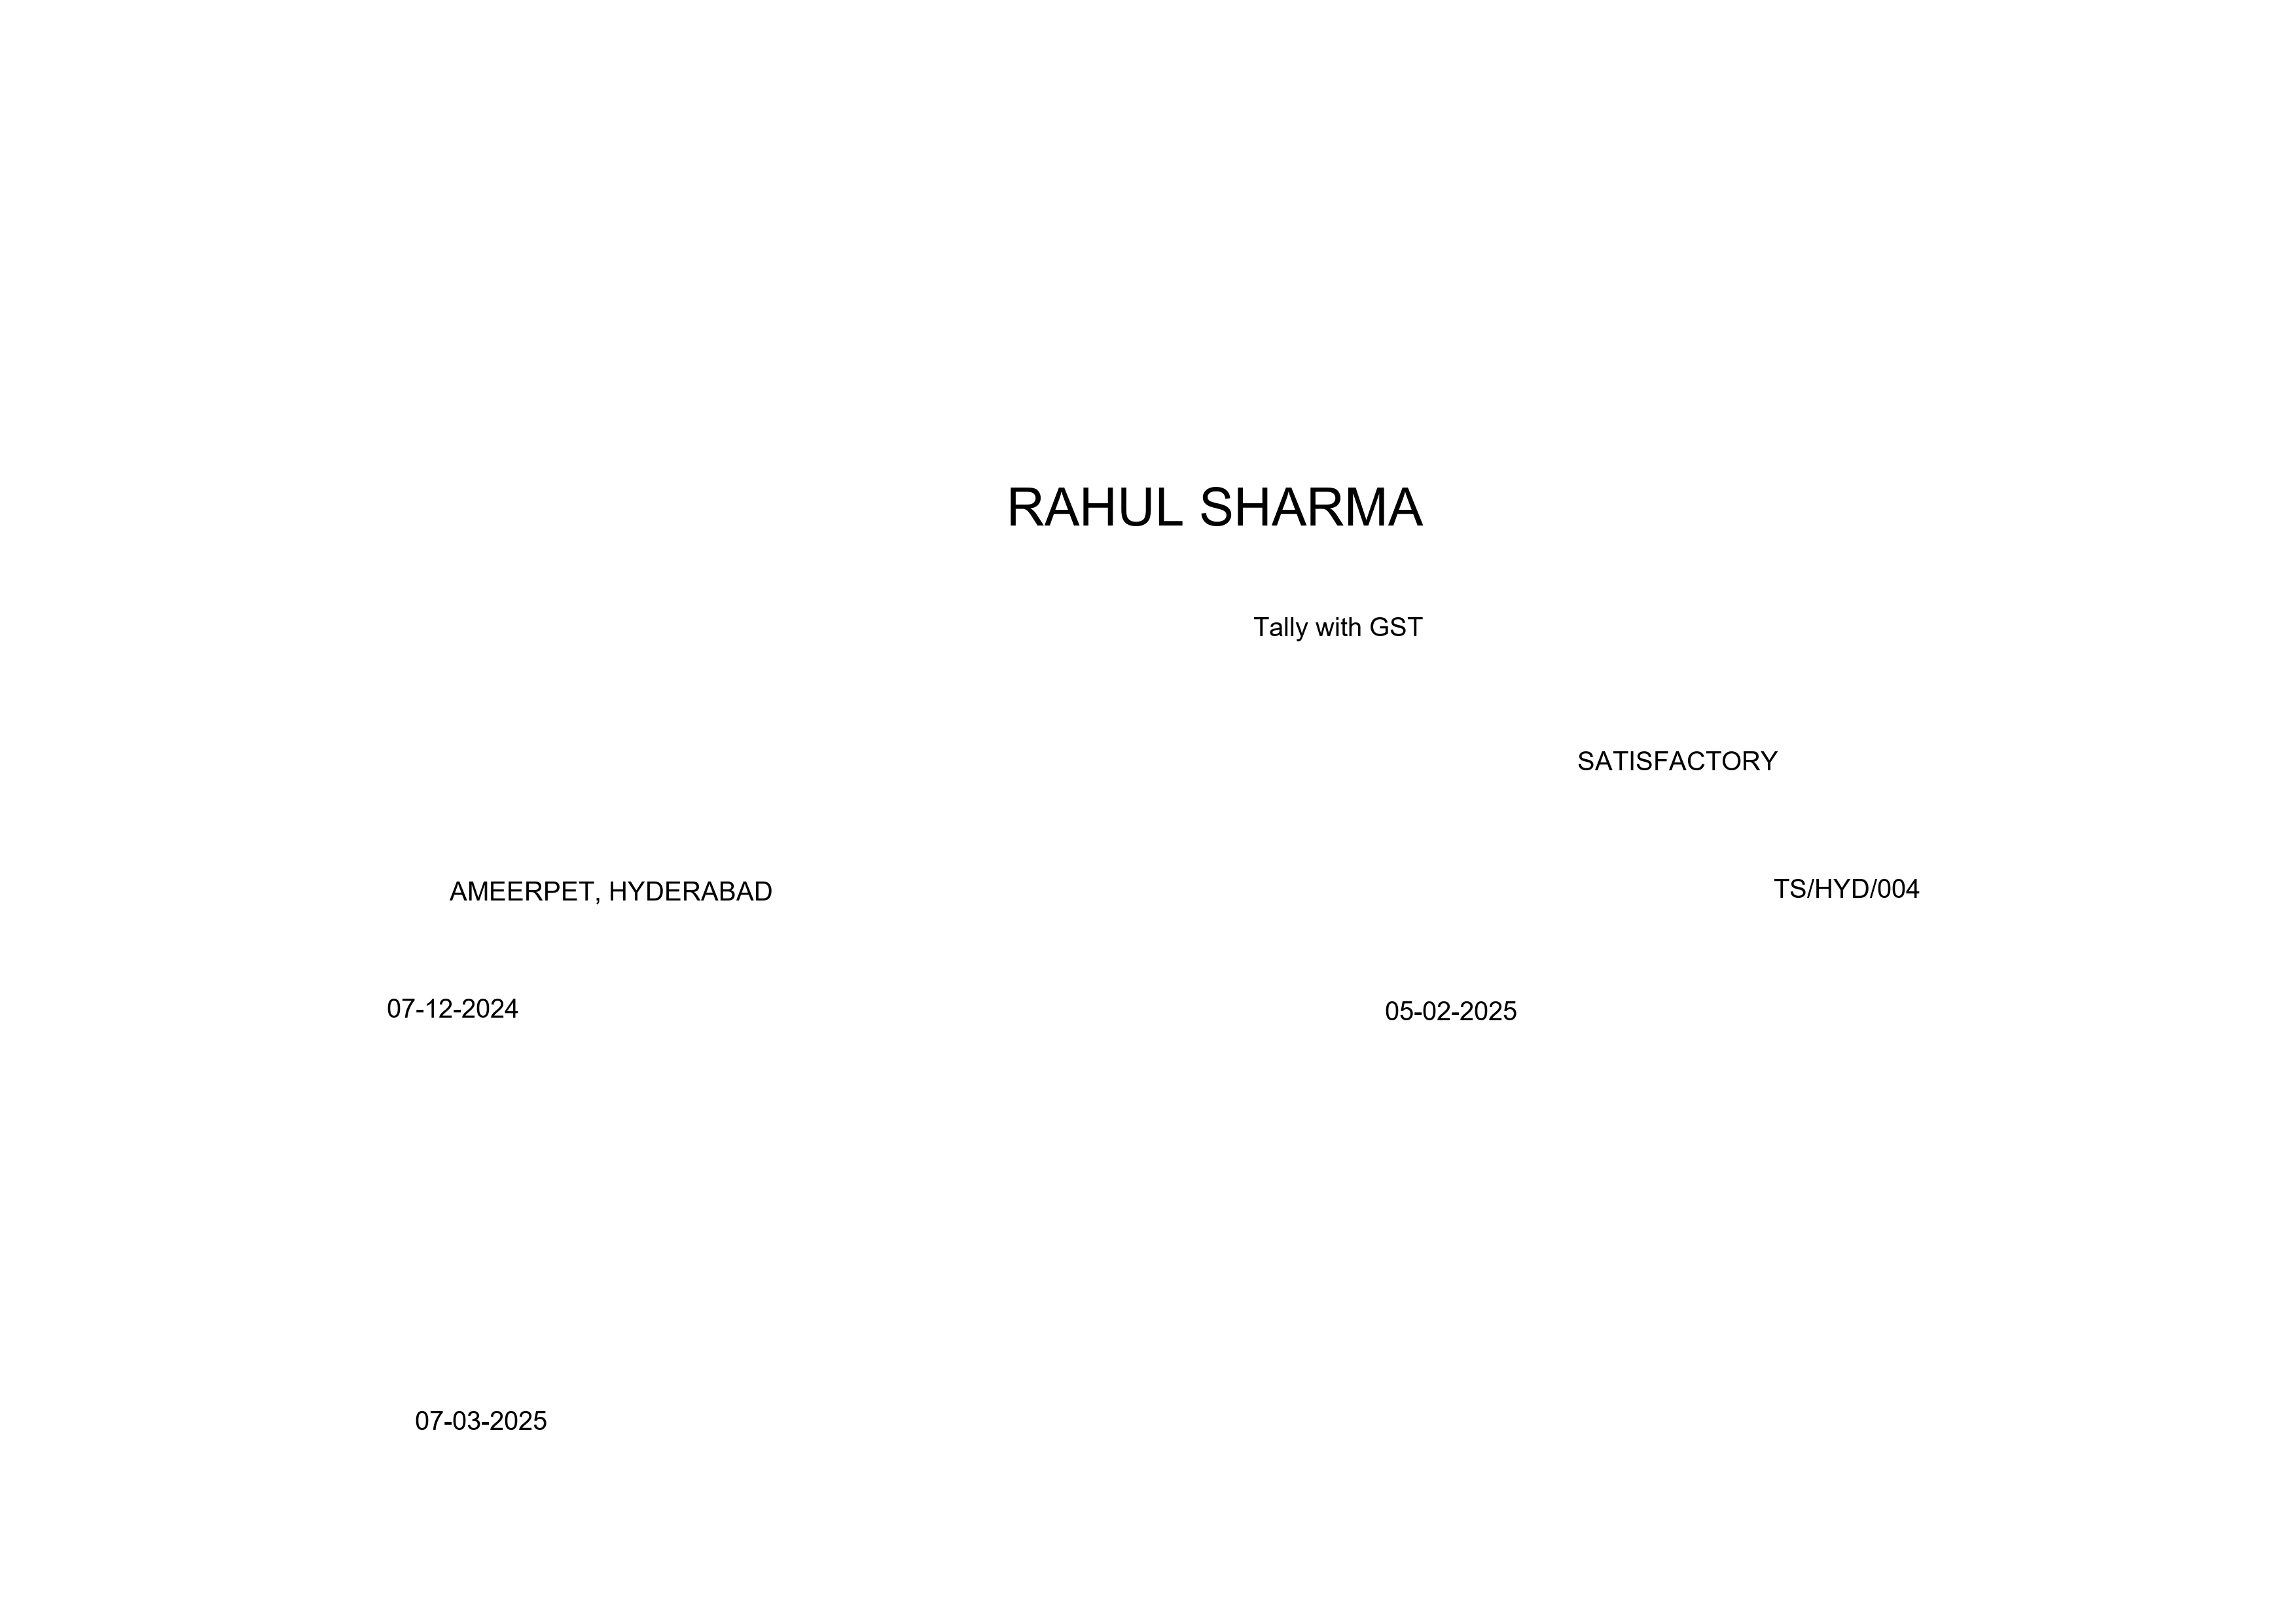 RAHUL SHARMA
Tally with GST
SATISFACTORY
AMEERPET, HYDERABAD TS/HYD/004
07-12-2024 05-02-2025
07-03-2025